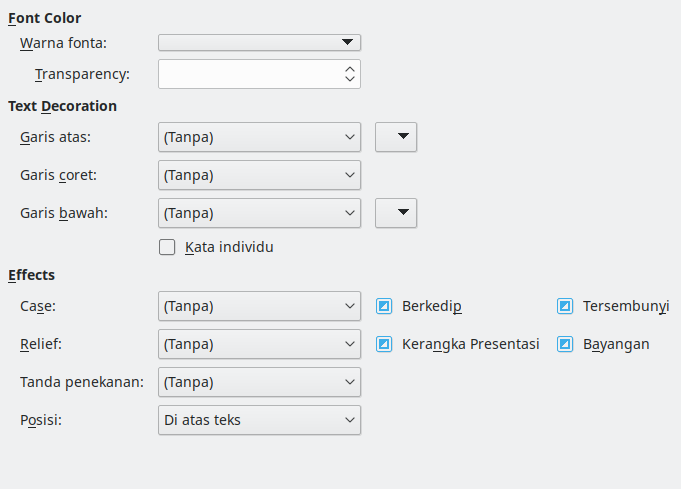 Font Color
Warna fonta:
Transparency:
Text Decoration
Garis atas: (Tanpa)
Garis coret: (Tanpa)
Garis bawah: (Tanpa)
Kata individu
Effects
Case: (Tanpa) Berkedip Tersembunyi
Relief: (Tanpa) Kerangka Presentasi Bayangan
Tanda penekanan: (Tanpa)
Posisi: Di atas teks